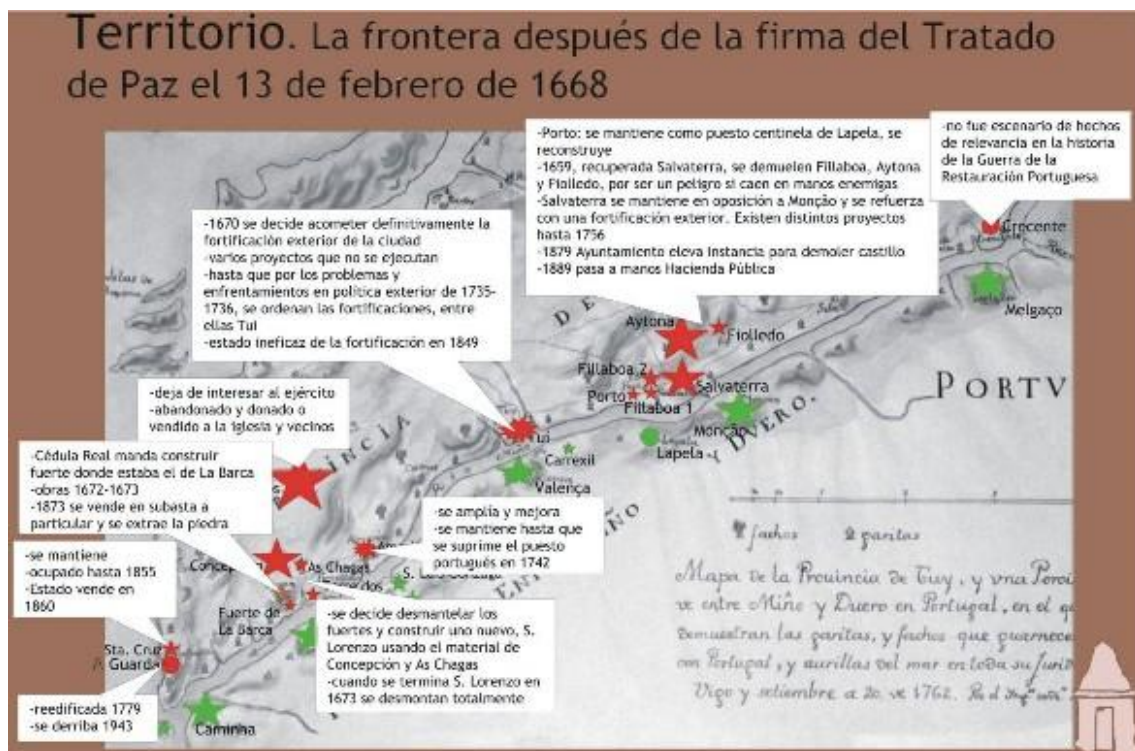 Territorio. La frontera después de la firma del Tratado
de Paz el 13 de febrero de 1668
-Porto: se mantiene como puesto centinela de Lapela, se
reconstruye
-1659, recuperada Salvaterra, se demuelen Fillaboa, Aytona
y Fiolledo, por ser un peligro si caen en manos enemigas
-Salvaterra se mantiene en oposición a Monção y se refuerza
con una fortificación exterior. Existen distintos proyectos
hasta 1756
-1879 Ayuntamiento eleva instancia para demoler castillo
-1889 pasa a manos Hacienda Pública
-no fue escenario de hechos
de relevancia en la historia
de la Guerra de la
Restauración Portuguesa
-1670 se decide acometer definitivamente la
fortificación exterior de la ciudad
-varios proyectos que no se ejecutan
-hasta que por los problemas y
enfrentamientos en política exterior de 1735-
1736, se ordenan las fortificaciones, entre
ellas Tui
-estado ineficaz de la fortificación en 1849
Crecente
Melgaço
Aytona
Fiolledo
Fillaboa 2
Salvaterra
Porto
Fillaboa 1
Monção
Lapela
PORTV
Y DVERO.
-deja de interesar al ejército
-abandonado y donado o
vendido a la iglesia y vecinos
Tui
Carrexil
Valença
-Cédula Real manda construir
fuerte donde estaba el de La Barca
-obras 1672-1673
-1873 se vende en subasta a
particular y se extrae la piedra
-se amplía y mejora
-se mantiene hasta que
se suprime el puesto
portugués en 1742
-se mantiene
-ocupado hasta 1855
-Estado vende en
1860
As Chagas
Fuerte de
La Barca
-se decide desmantelar los
fuertes y construir uno nuevo, S.
Lorenzo usando el material de
Concepción y As Chagas
-cuando se termina S. Lorenzo en
1673 se desmontan totalmente
Sta. Cruz
A Guarda
-reedificada 1779
-se derriba 1943
Caminha
fachos garitas
Mapa de la Prouincia de Tuy, y vna
ve entre Miño y Duero en Portugal, en el
demuestran las garitas, y fachos que guarnece
con Portugal, y aurillas del mar en toda su
Vigo y setiembre a 20 de 1762.